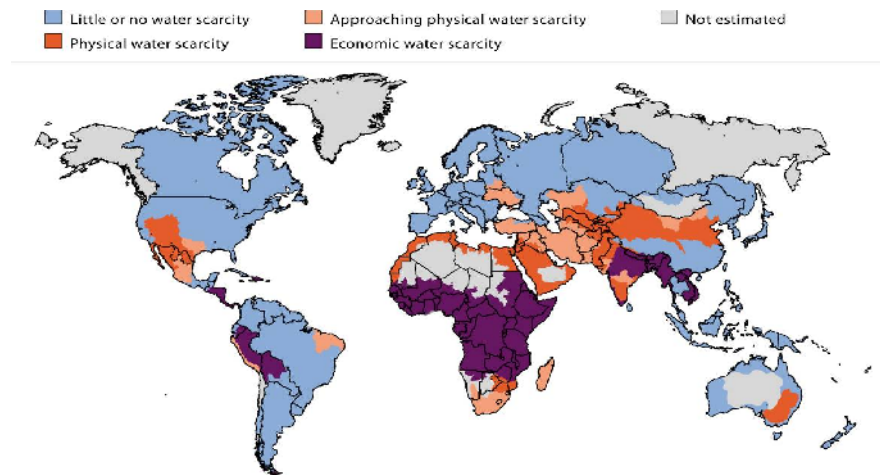 Little or no water scarcity Approaching physical water scarcity Not estimated
Physical water scarcity Economic water scarcity